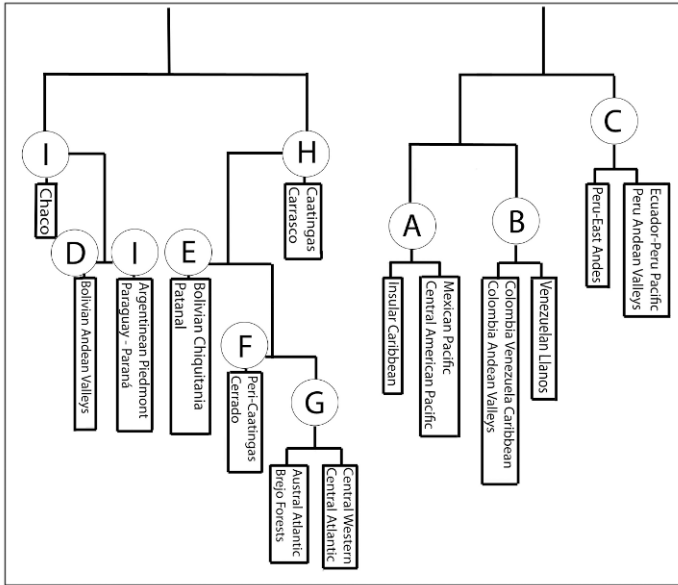 I
H
C
Chaco
Caatingas
Carrasco
A
B
Peru-East Andes
Ecuador-Peru Pacific
Peru Andean Valleys
D
I
E
Bolivian Andean Valleys
Argentinean Piedmont
Paraguay - Paraná
Bolivian Chiquitania
Patanal
Insular Caribbean
Mexican Pacific
Central American Pacific
Colombia Venezuela Caribbean
Colombia Andean Valleys
Venezuelan Llanos
F
Peri-Caatingas
Cerrado
G
Austral Atlantic
Brejo Forests
Central Western
Central Atlantic